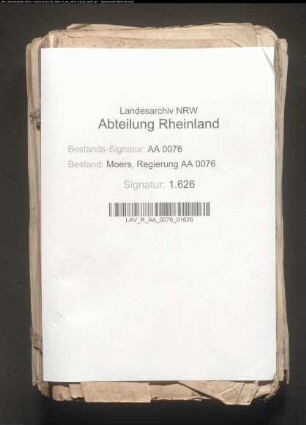 Landesarchiv NRW
Abteilung Rheinland
Bestands-Signatur: AA 0076
Bestand: Moers, Regierung AA 0076
Signatur: 1.626
LAV_R_AA_0076_01626